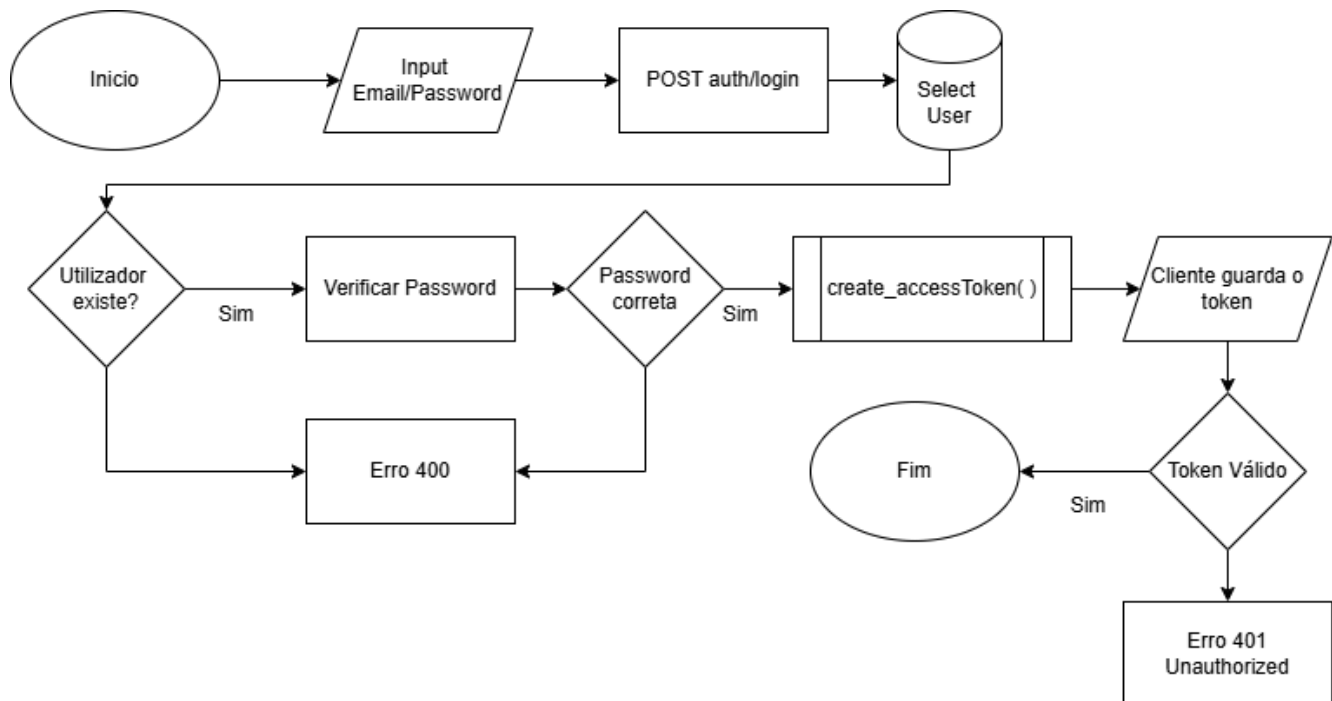 Inicio
Input
Email/Password
POST auth/login
Select
User
Utilizador
existe?
Sim
Verificar Password
Password
correta
Sim
create_accessToken( )
Cliente guarda o
token
Erro 400
Fim
Sim
Token Válido
Erro 401
Unauthorized